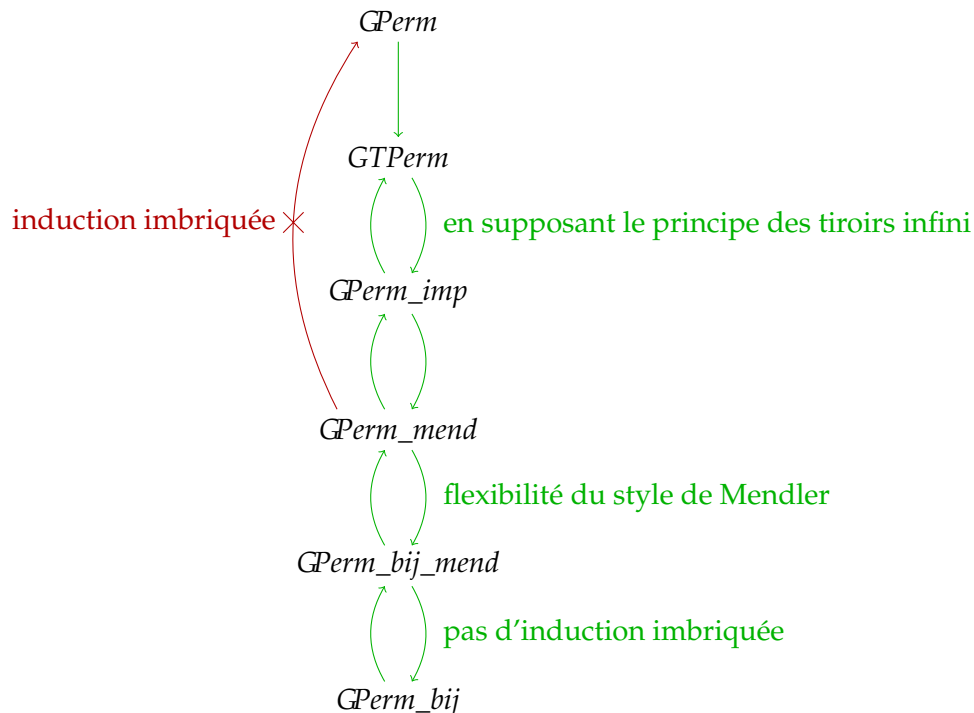 GPerm
GTPerm
induction imbriquée
en supposant le principe des tiroirs infini
GPerm_imp
GPerm_mend
flexibilité du style de Mendler
GPerm_bij_mend
pas d'induction imbriquée
GPerm_bij